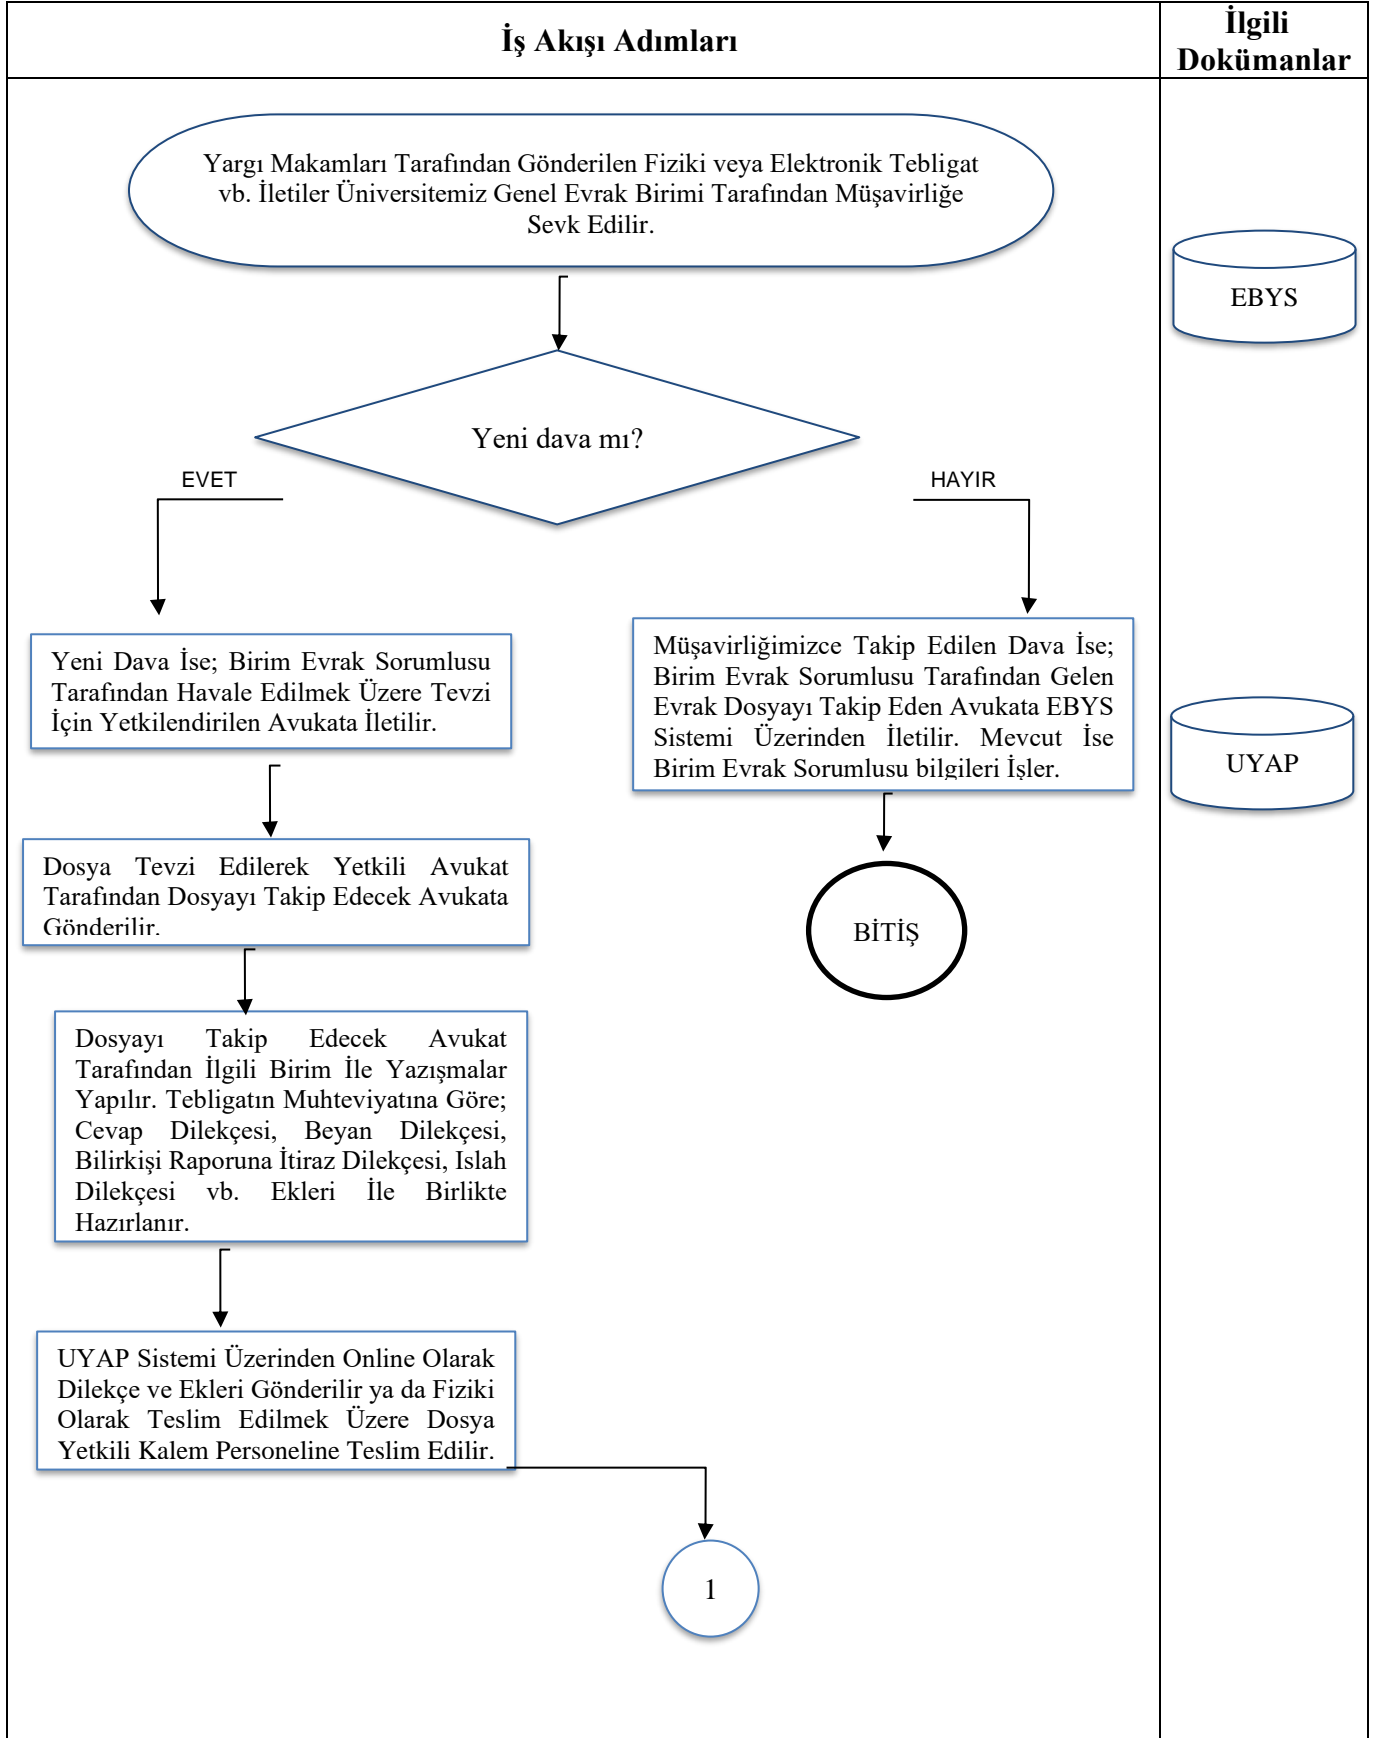 İş Akışı Adımları
İlgili
Dokümanlar
Yargı Makamları Tarafından Gönderilen Fiziki veya Elektronik Tebligat
vb. İletiler Üniversitemiz Genel Evrak Birimi Tarafından Müşavirliğe
Sevk Edilir.
EBYS
Yeni dava mı?
EVET
HAYIR
Yeni Dava İse; Birim Evrak Sorumlusu
Tarafından Havale Edilmek Üzere Tevzi
İçin Yetkilendirilen Avukata İletilir.
Müşavirliğimizce Takip Edilen Dava İse;
Birim Evrak Sorumlusu Tarafından Gelen
Evrak Dosyayı Takip Eden Avukata EBYS
Sistemi Üzerinden İletilir. Mevcut İse
Birim Evrak Sorumlusu bilgileri İşler.
UYAP
Dosya Tevzi Edilerek Yetkili Avukat
Tarafından Dosyayı Takip Edecek Avukata
Gönderilir.
BİTİŞ
Dosyayı Takip Edecek Avukat
Tarafından İlgili Birim İle Yazışmalar
Yapılır. Tebligatın Muhteviyatına Göre;
Cevap Dilekçesi, Beyan Dilekçesi,
Bilirkişi Raporuna İtiraz Dilekçesi, Islah
Dilekçesi vb. Ekleri İle Birlikte
Hazırlanır.
UYAP Sistemi Üzerinden Online Olarak
Dilekçe ve Ekleri Gönderilir ya da Fiziki
Olarak Teslim Edilmek Üzere Dosya
Yetkili Kalem Personeline Teslim Edilir.
1